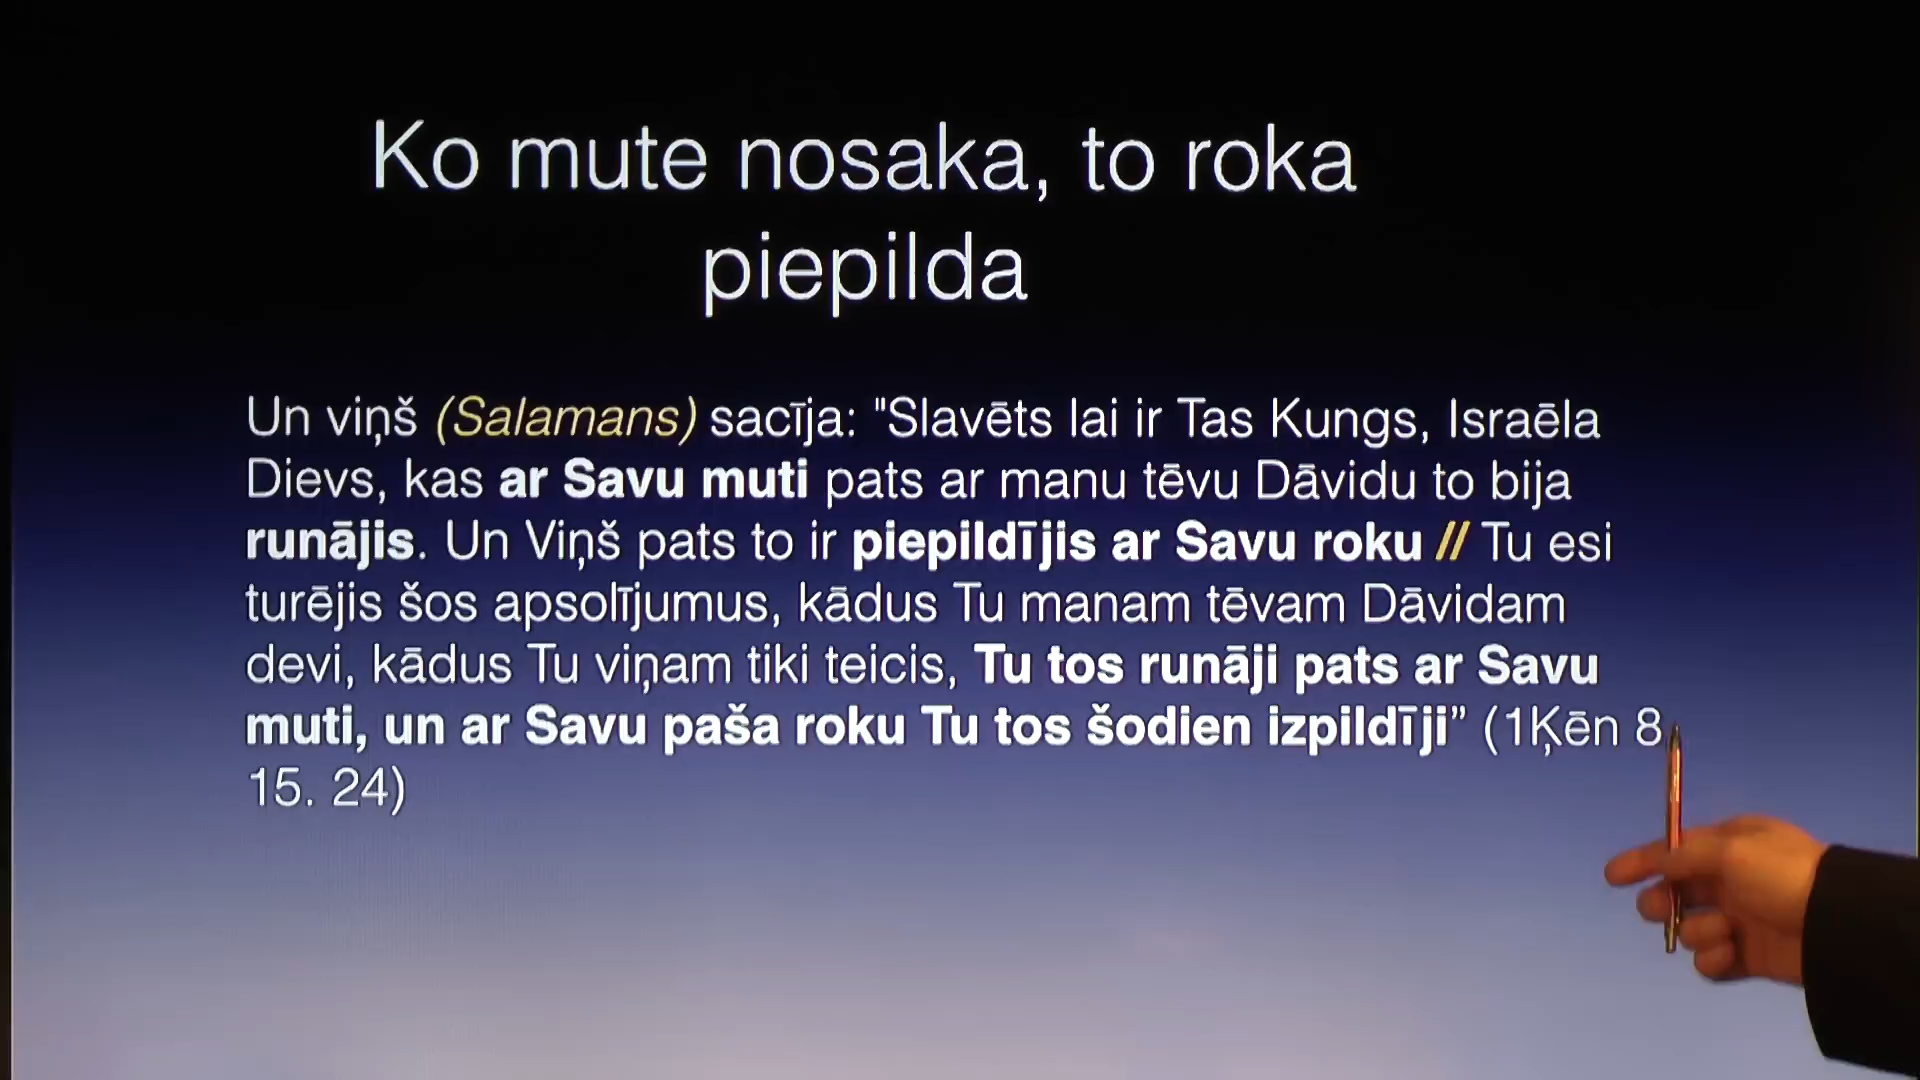 Ko mute nosaka, to roka
piepilda
Un viņš (Salamans) sacīja: "Slavēts lai ir Tas Kungs, Israēla
Dievs, kas ar Savu muti pats ar manu tēvu Dāvidu to bija
runājis. Un Viņš pats to ir piepildījis ar Savu roku // Tu esi
turējis šos apsolījumus, kādus Tu manam tēvam Dāvidam
devi, kādus Tu viņam tiki teicis, Tu tos runāji pats ar Savu
muti, un ar Savu paša roku Tu tos šodien izpildīji” (1Ķēn 8
15. 24)